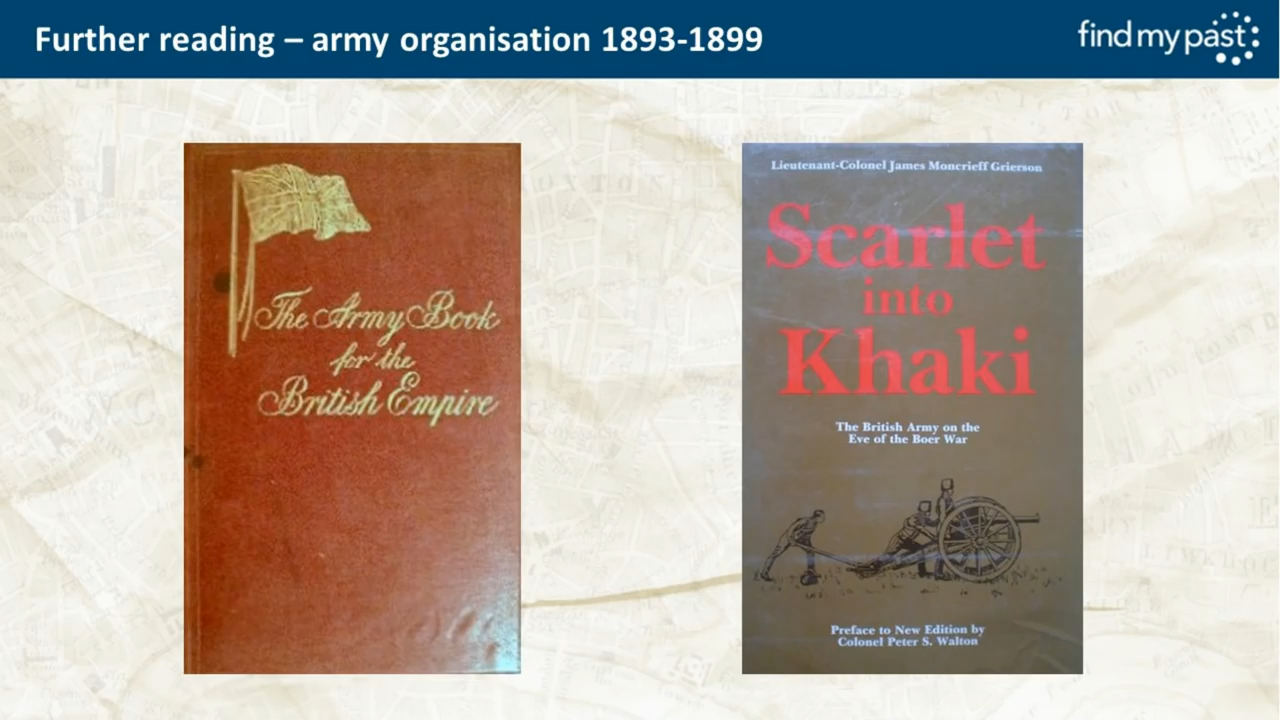 Further reading – army organisation 1893-1899
findmypast
The Army Book
for the
British Empire
Lieutenant-Colonel James Moncrieff Grierson
Scarlet
into
Khaki
The British Army on the
Eve of the Boer War
Preface to New Edition by
Colonel Peter S. Walton